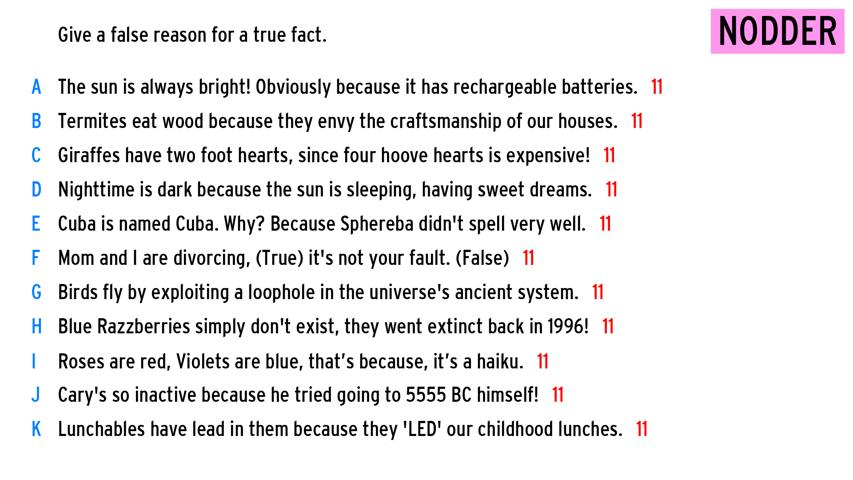 Give a false reason for a true fact.
NODDER
A The sun is always bright! Obviously because it has rechargeable batteries. 11
B Termites eat wood because they envy the craftsmanship of our houses. 11
C Giraffes have two foot hearts, since four hoove hearts is expensive! 11
D Nighttime is dark because the sun is sleeping, having sweet dreams. 11
E Cuba is named Cuba. Why? Because Sphereba didn't spell very well. 11
F Mom and I are divorcing, (True) it's not your fault. (False) 11
G Birds fly by exploiting a loophole in the universe's ancient system. 11
H Blue Razzberries simply don't exist, they went extinct back in 1996! 11
I Roses are red, Violets are blue, that’s because, it’s a haiku. 11
J Cary's so inactive because he tried going to 5555 BC himself! 11
K Lunchables have lead in them because they 'LED' our childhood lunches. 11